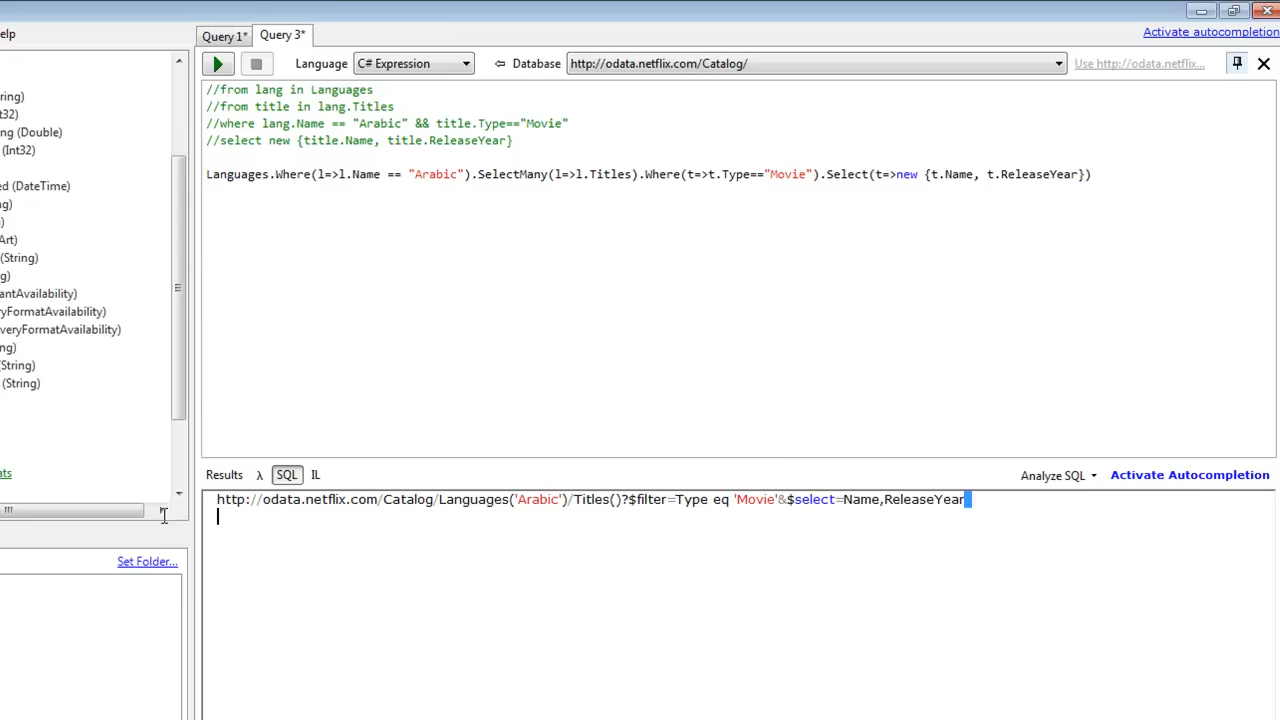 elp
Query 1*
Query 3*
Activate autocompletion
Language
C# Expression
Database
http://odata.netflix.com/Catalog/
Use http://odata.netflix...
//from lang in Languages
//from title in lang.Titles
//where lang.Name == "Arabic" && title.Type=="Movie"
//select new {title.Name, title.ReleaseYear}
Languages.Where(l=>l.Name == "Arabic").SelectMany(l=>l.Titles).Where(t=>t.Type=="Movie").Select(t=>new {t.Name, t.ReleaseYear})
ring)
t32)
ng (Double)
(Int32)
ed (DateTime)
ng)
)
Art)
(String)
g)
antAvailability)
ryFormatAvailability)
veryFormatAvailability)
ng)
(String)
(String)
ats
Set Folder...
Results
λ
SQL
IL
Analyze SQL
Activate Autocompletion
http://odata.netflix.com/Catalog/Languages('Arabic')/Titles()?$filter=Type eq 'Movie'&$select=Name,ReleaseYear